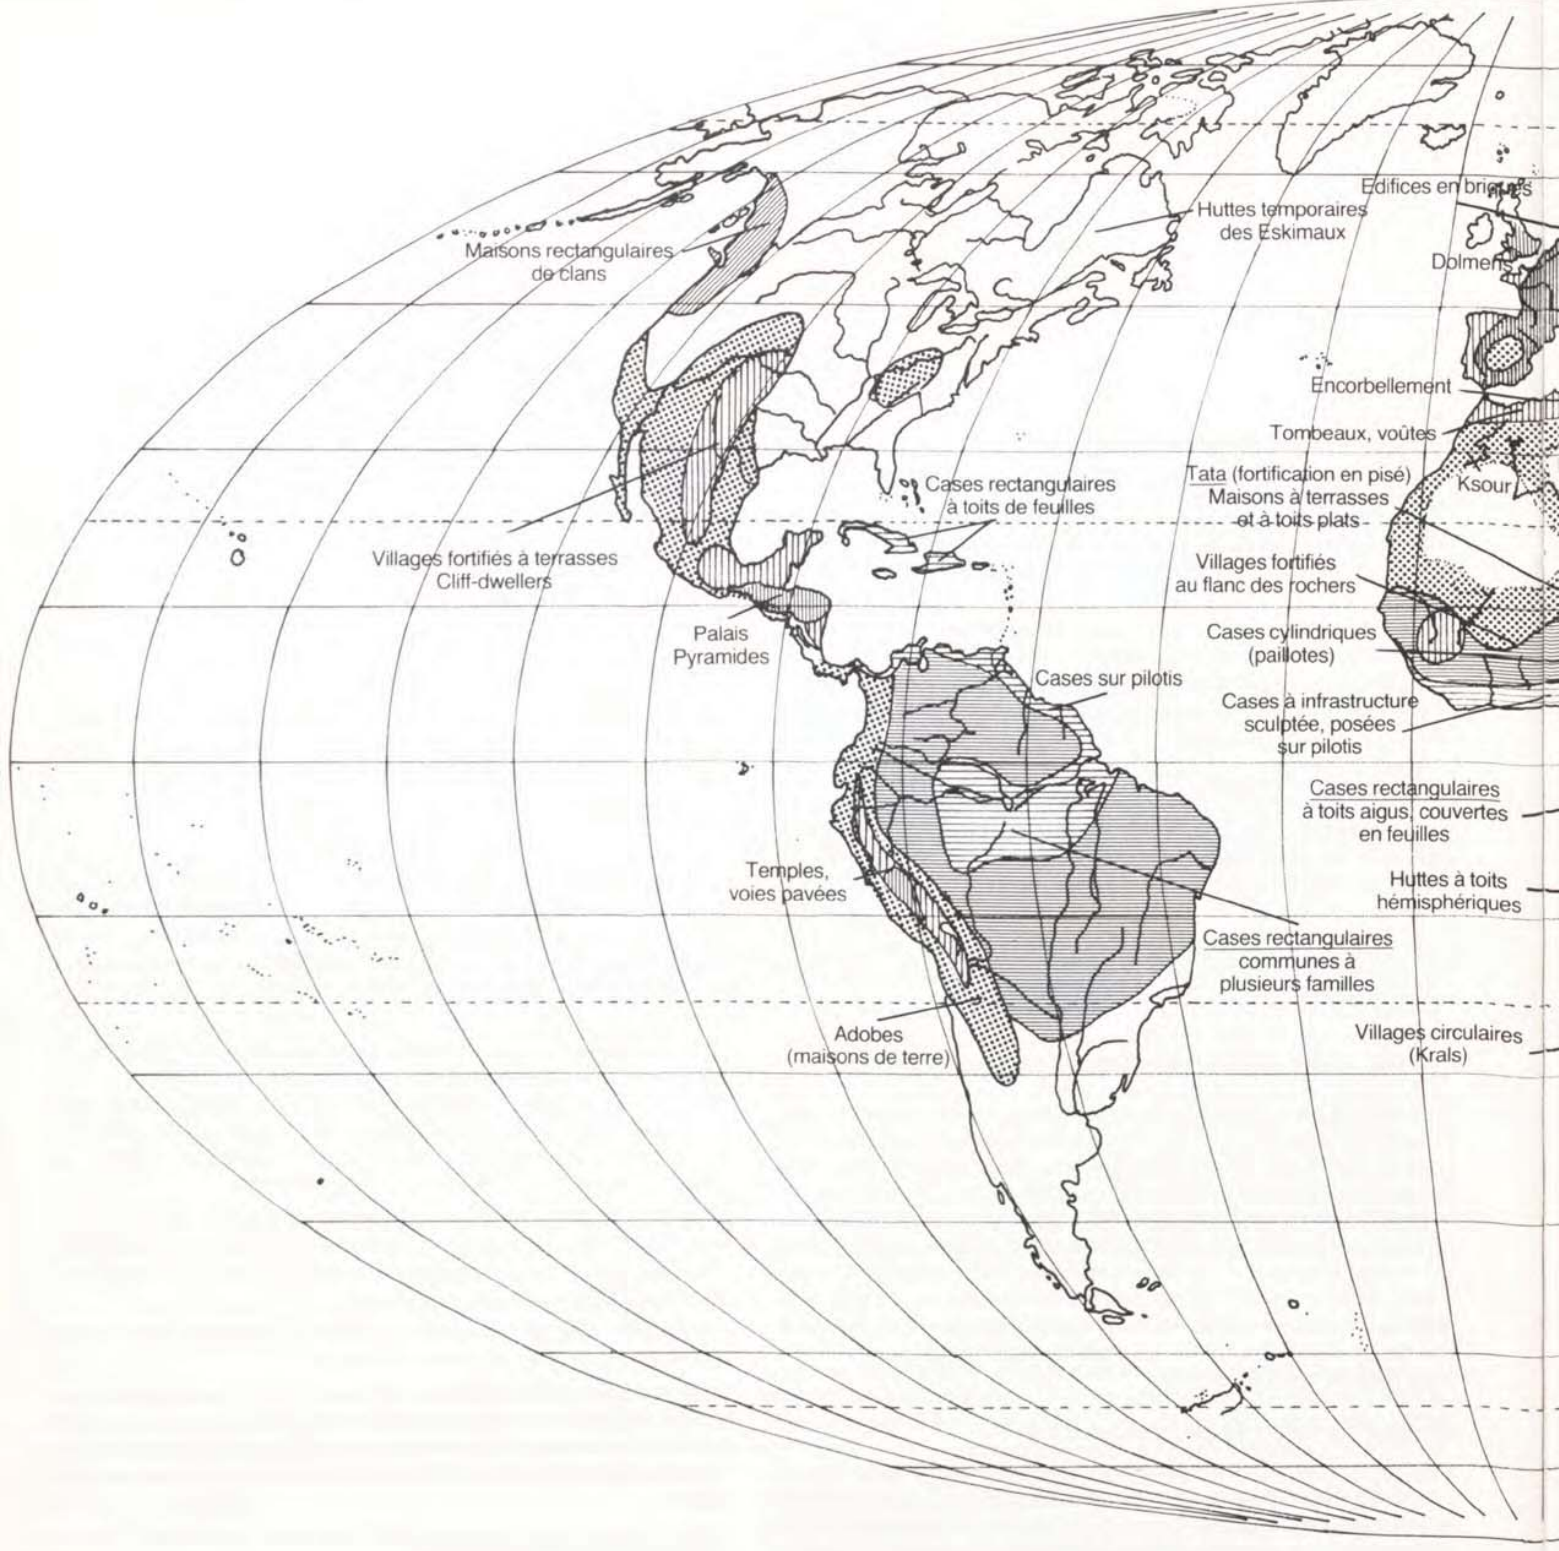 Edifices en briques
Huttes temporaires
des Eskimaux
Maisons rectangulaires
de clans
Dolmens
Encorbellement
Tombeaux, voûtes
Tata (fortification en pisé)
Maisons à terrasses
et à toits plats
Ksour
Cases rectangulaires
à toits de feuilles
Villages fortifiés à terrasses
Cliff-dwellers
Villages fortifiés
au flanc des rochers
Palais
Pyramides
Cases cylindriques
(paillotes)
Cases sur pilotis
Cases à infrastructure
sculptée, posées
sur pilotis
Cases rectangulaires
à toits aigus, couvertes
en feuilles
Temples,
voies pavées
Huttes à toits
hémisphériques
Cases rectangulaires
communes à
plusieurs familles
Adobes
(maisons de terre)
Villages circulaires
(Krals)